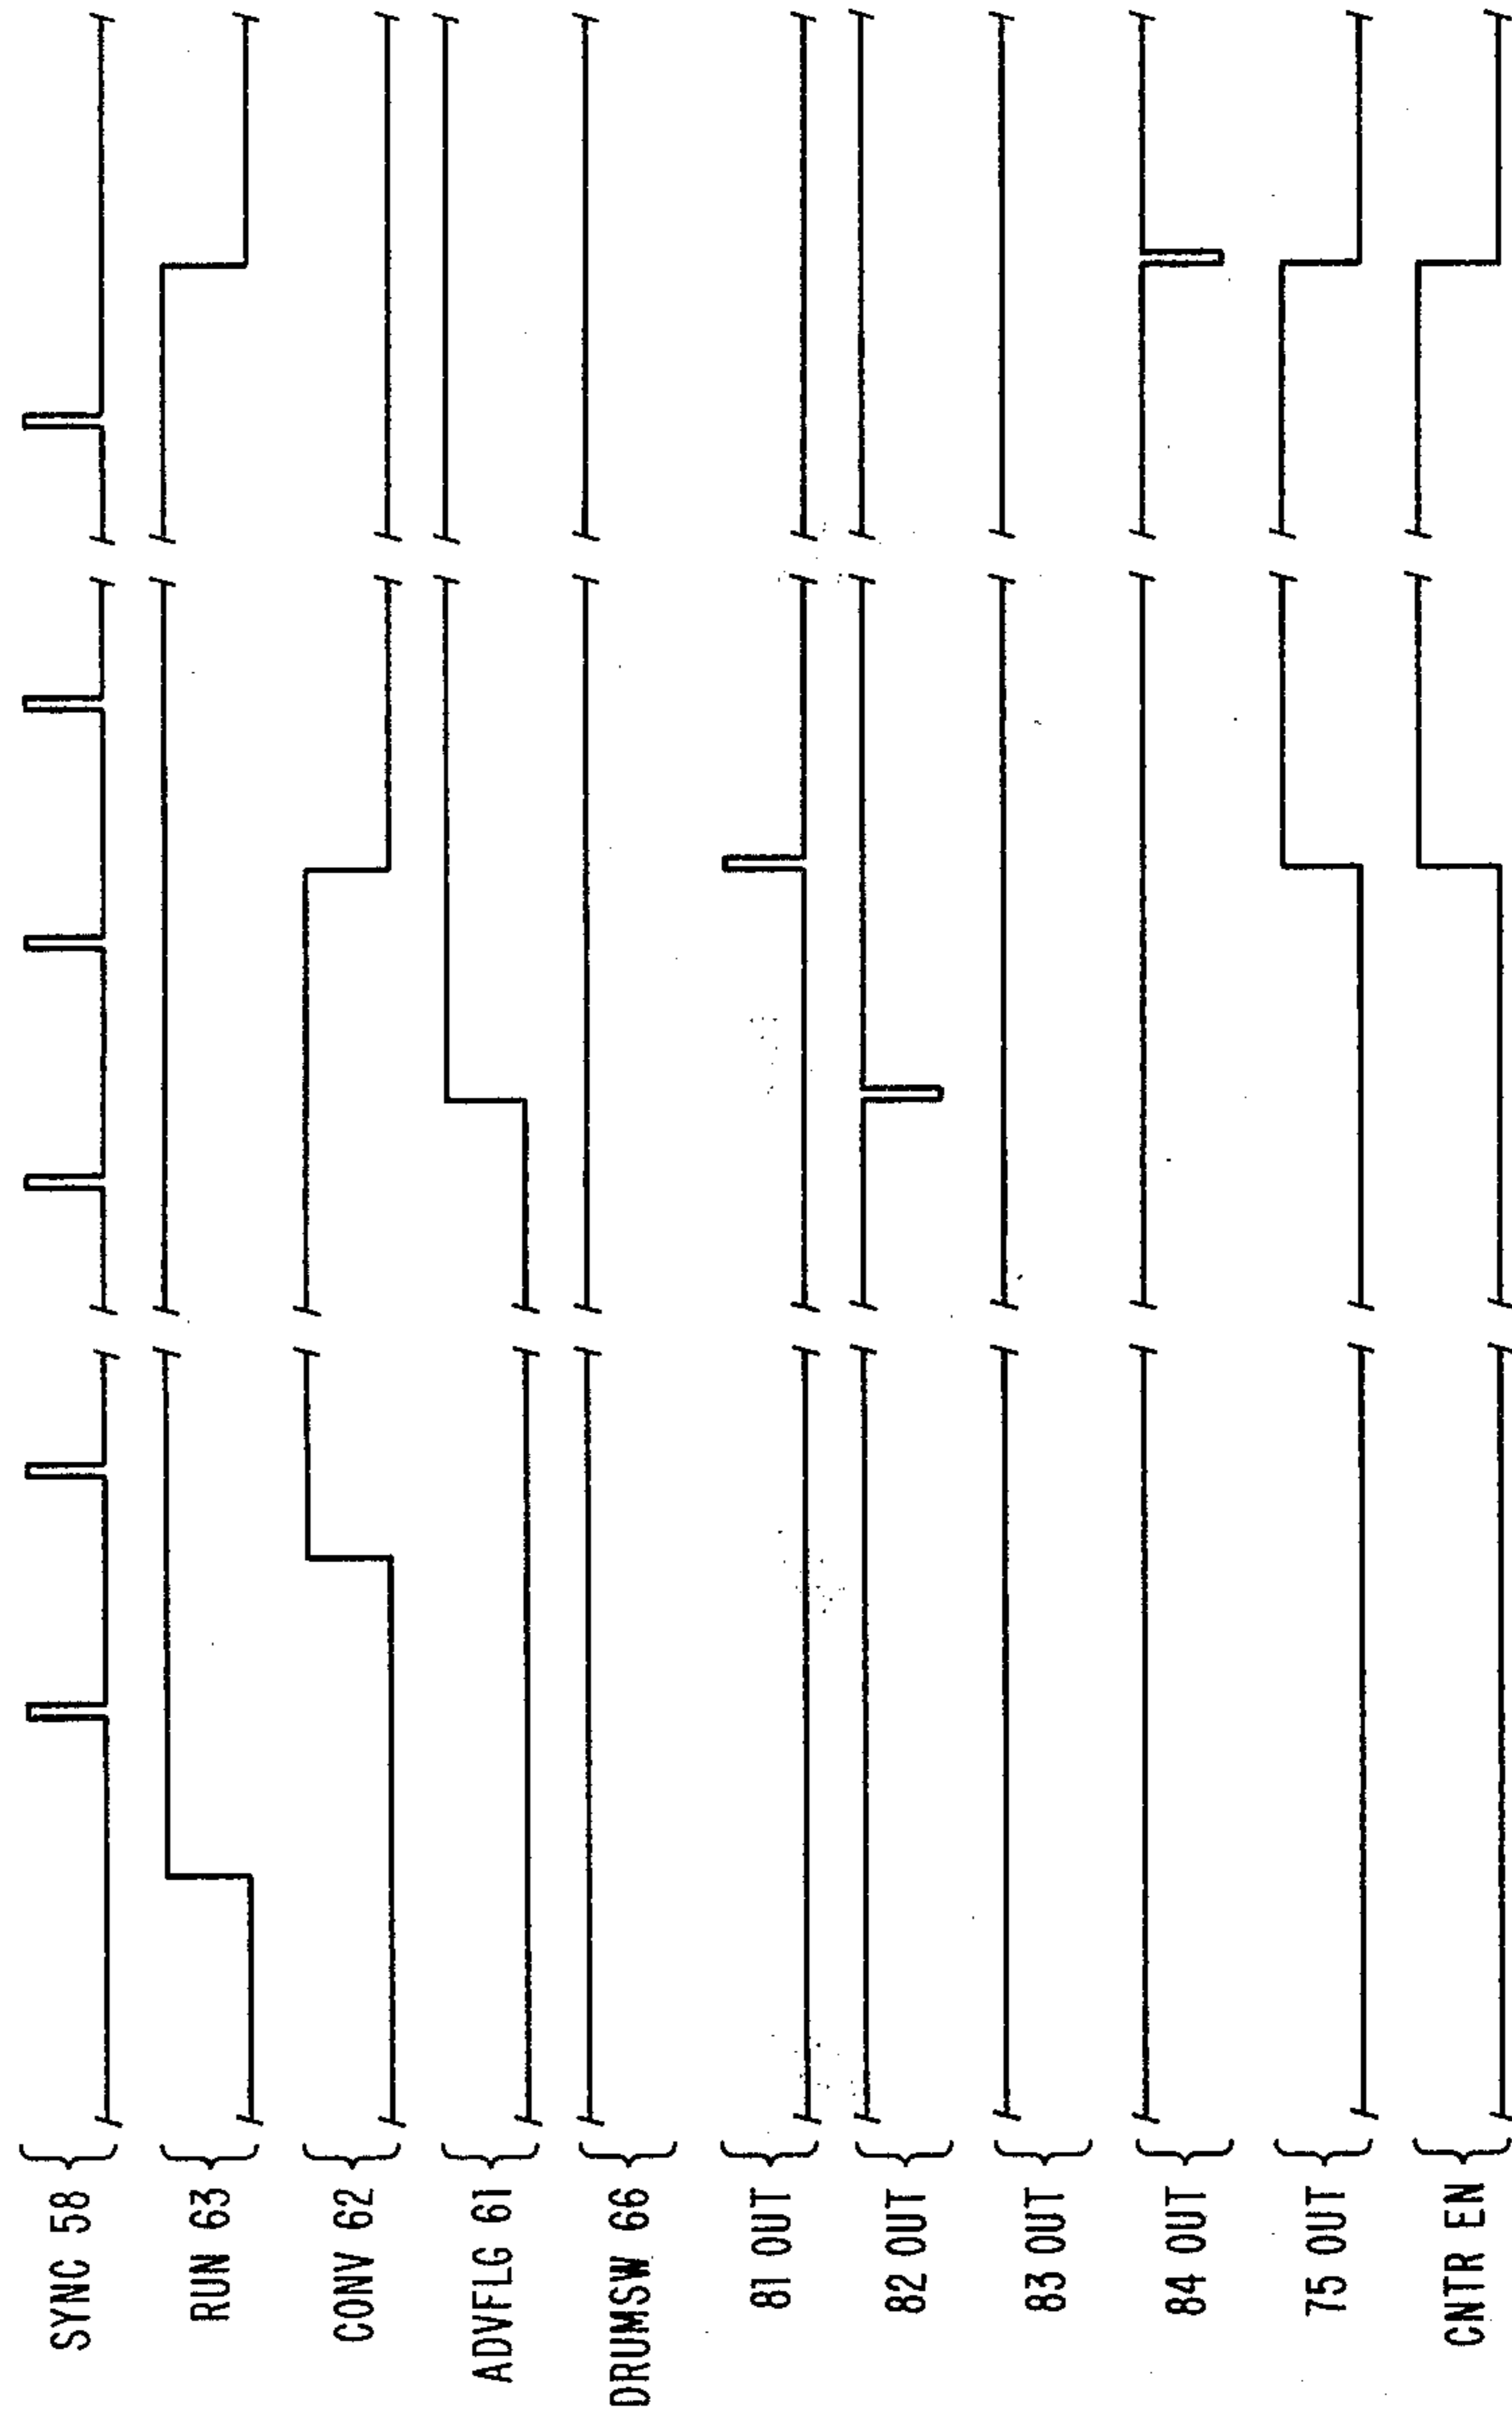 SYNC 58
RUN 63
CONV 62
ADVFLG 61
DRUMSW 66
81 OUT
82 OUT
83 OUT
84 OUT
75 OUT
CNTR EN